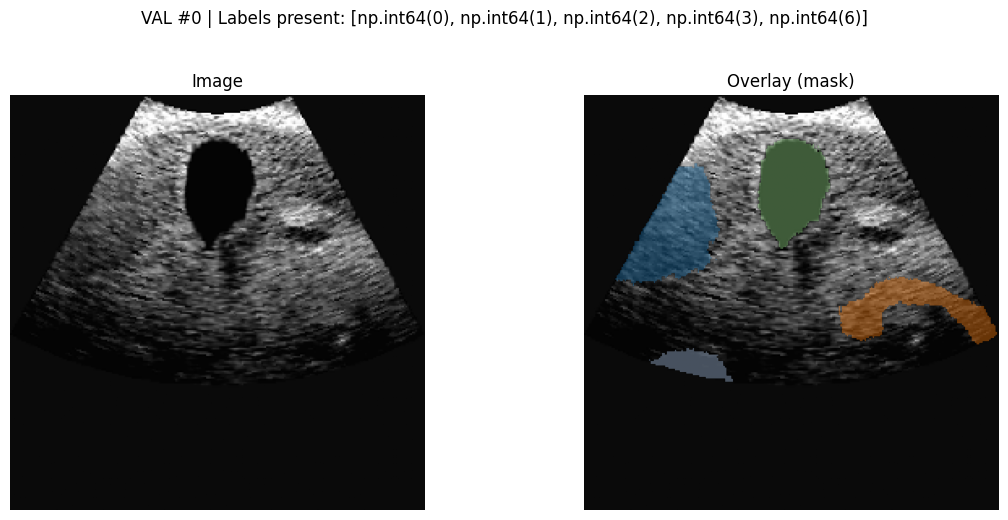 VAL #0 | Labels present: [np.int64(0), np.int64(1), np.int64(2), np.int64(3), np.int64(6)]
Image
Overlay (mask)